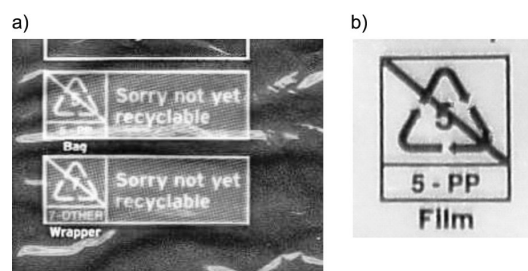 a)
5
Sorry not yet
recyclable
5 - PP
Bag
7
Sorry not yet
recyclable
7-OTHER
Wrapper
b)
5
5 - PP
Film